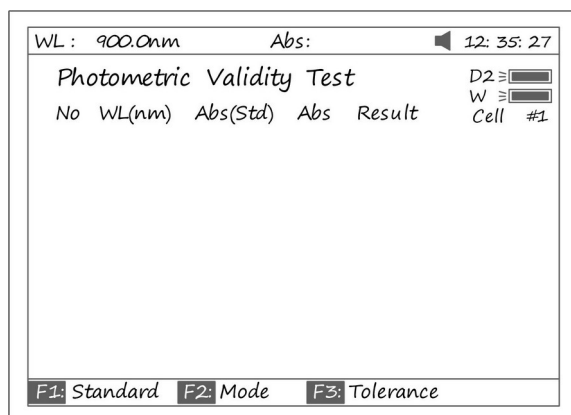 WL: 900.0nm Abs: 12:35:27
Photometric Validity Test D2
W
No WL(nm) Abs(Std) Abs Result Cell #1
F1: Standard F2: Mode F3: Tolerance